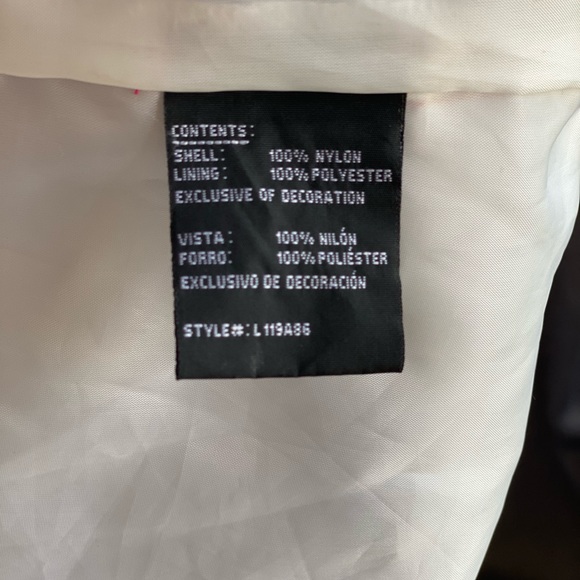 CONTENTS:
SHELL: 100% NYLON
LINING: 100% POLYESTER
EXCLUSIVE OF DECORATION
VISTA: 100% NILÓN
FORRO: 100% POLIÉSTER
EXCLUSIVO DE DECORACIÓN
STYLE#: L119A86